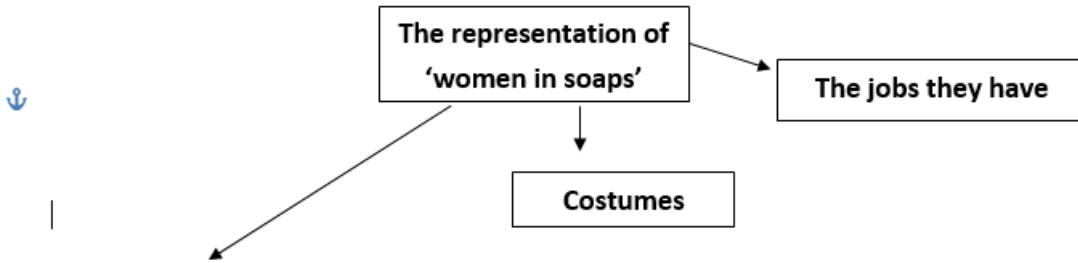 The representation of
‘women in soaps’
The jobs they have
Costumes